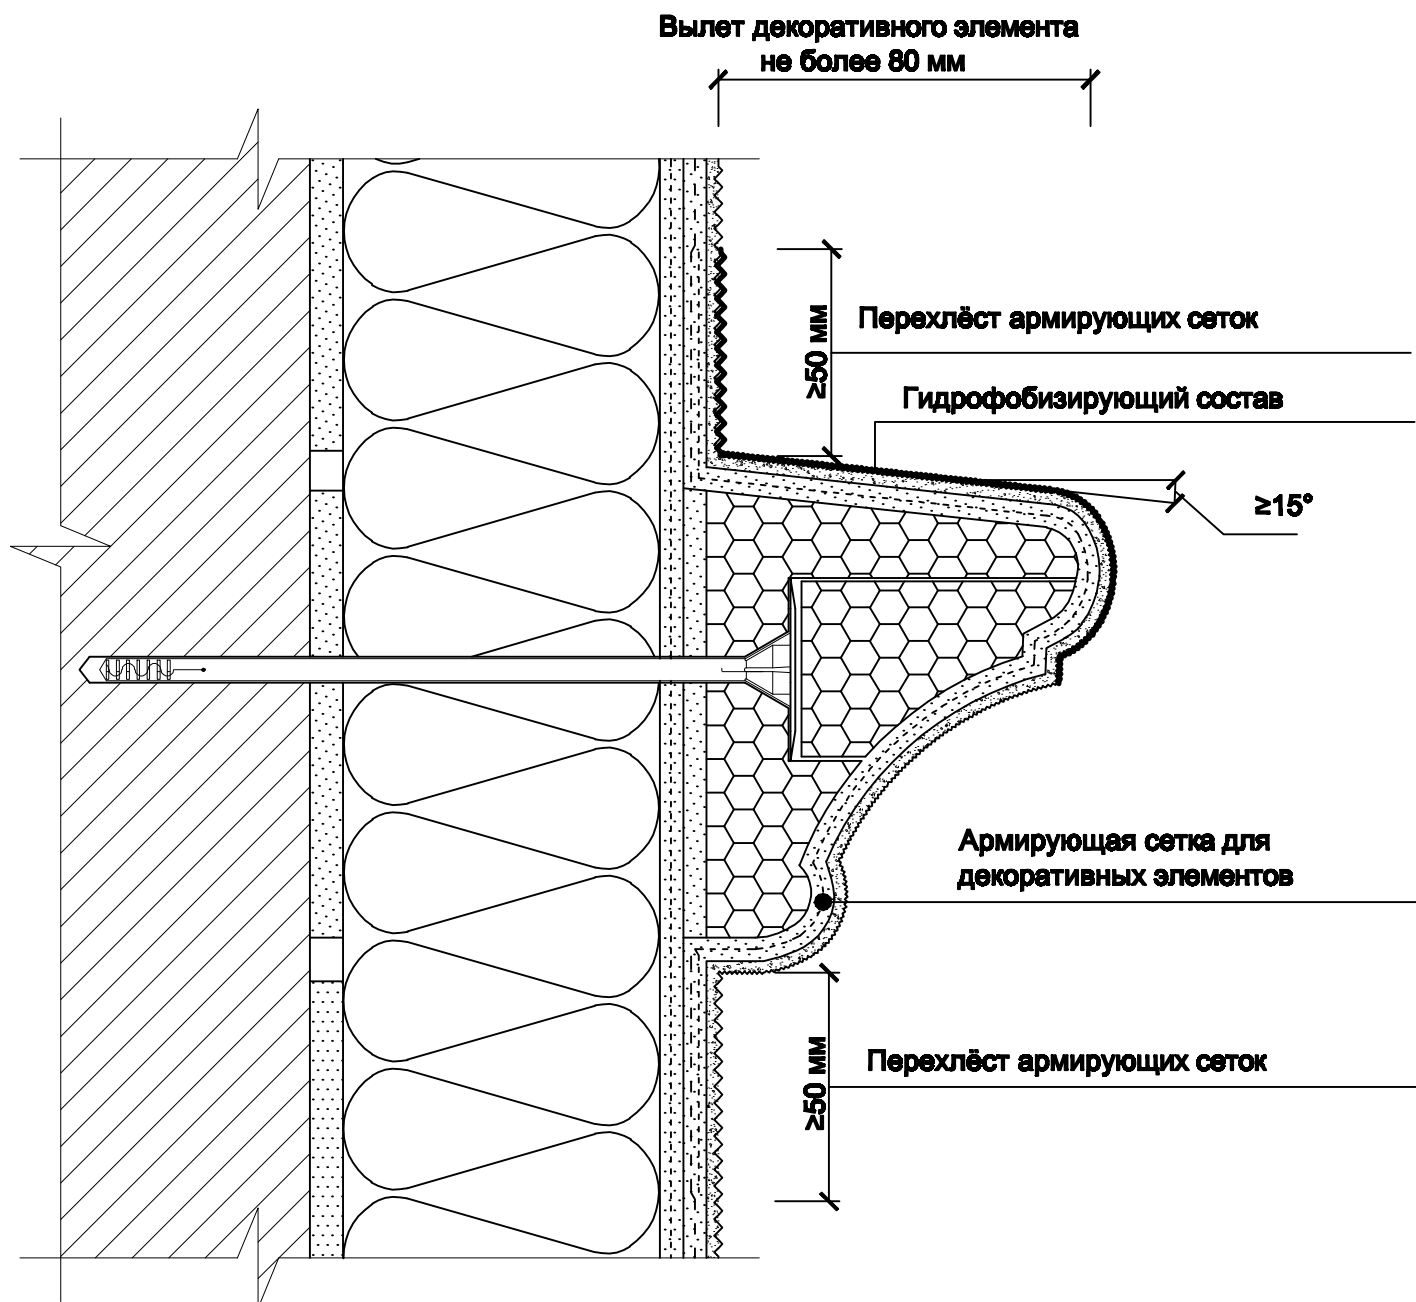 Вылет декоративного элемента
не более 80 мм
≥50 мм
Перехлёст армирующих сеток
Гидрофобизирующий состав
≥15°
Армирующая сетка для
декоративных элементов
≥50 мм
Перехлёст армирующих сеток